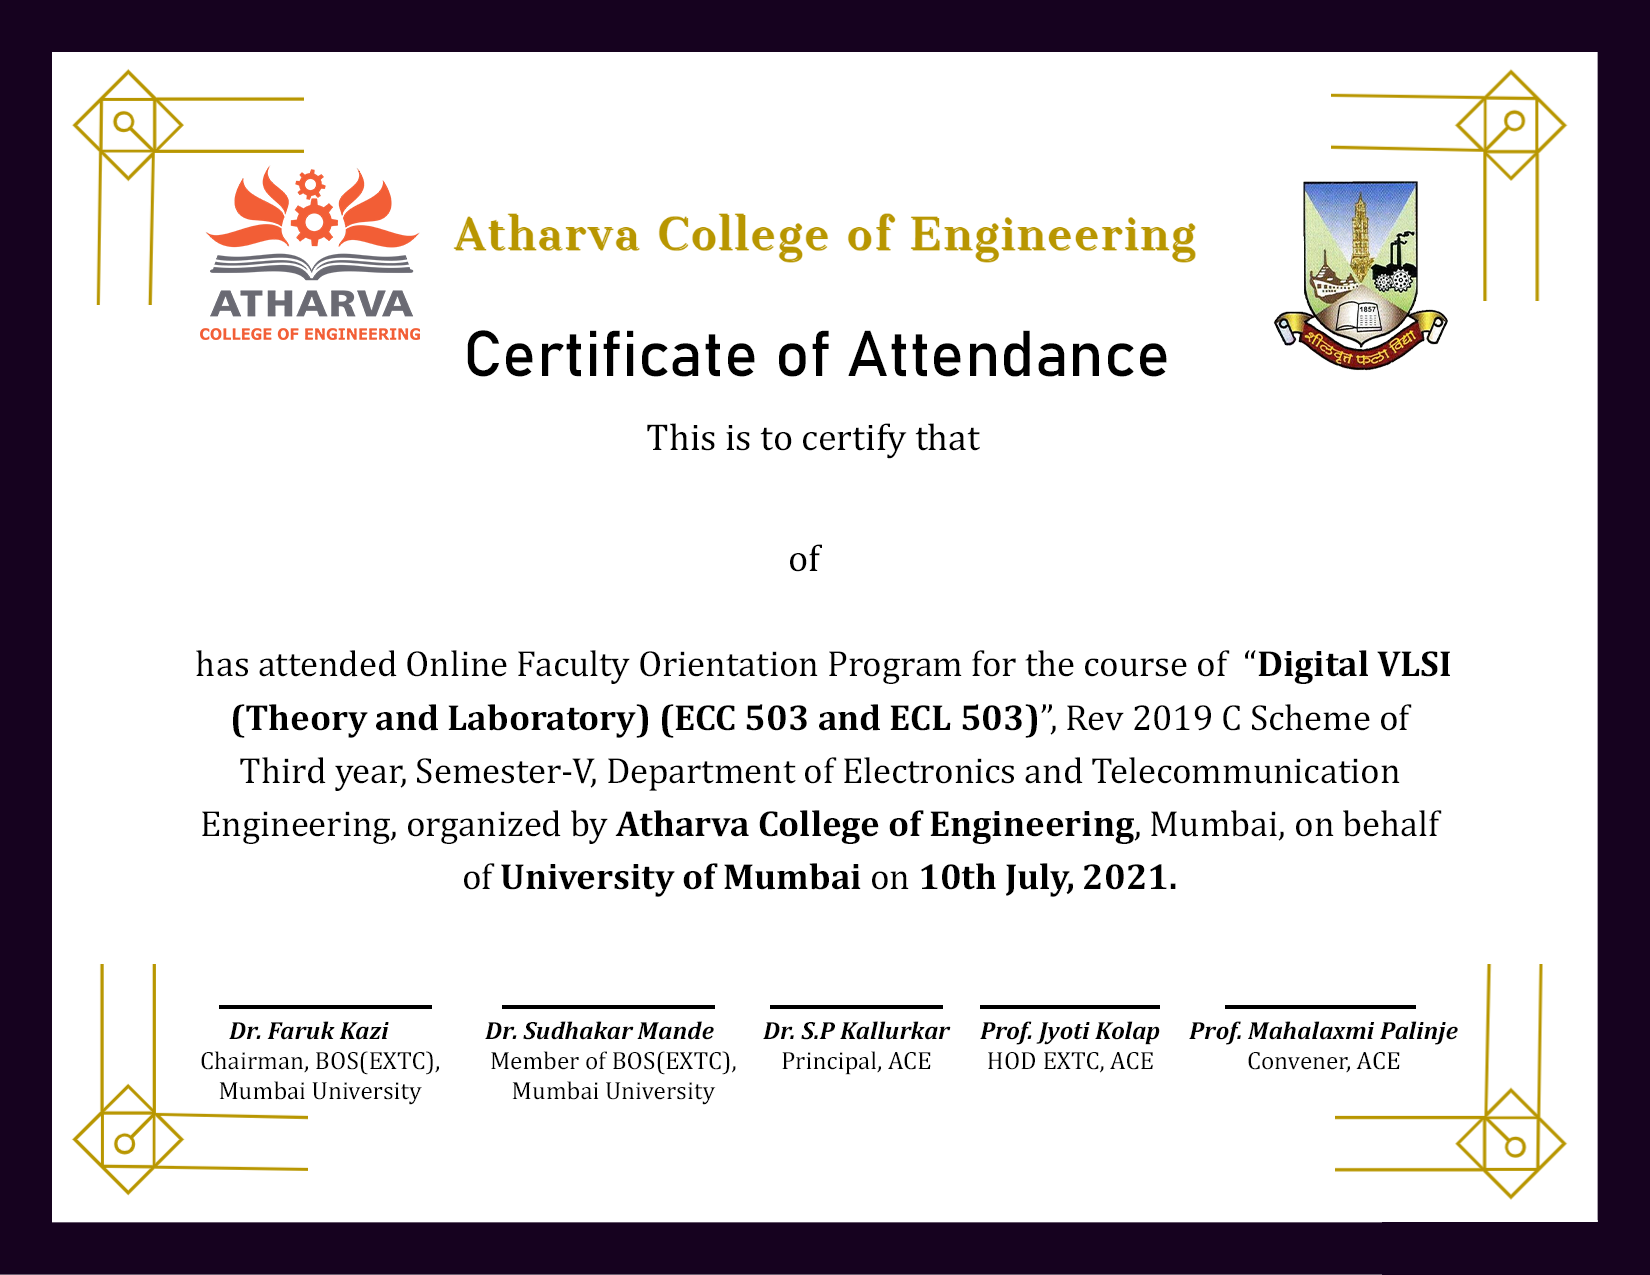 ATHARVA
COLLEGE OF ENGINEERING
Atharva College of Engineering
1857
शीलवृत्त फला विद्या
Certificate of Attendance
This is to certify that
of
has attended Online Faculty Orientation Program for the course of “Digital VLSI
(Theory and Laboratory) (ECC 503 and ECL 503)”, Rev 2019 C Scheme of
Third year, Semester-V, Department of Electronics and Telecommunication
Engineering, organized by Atharva College of Engineering, Mumbai, on behalf
of University of Mumbai on 10th July, 2021.
Dr. Faruk Kazi
Chairman, BOS(EXTC),
Mumbai University
Dr. Sudhakar Mande
Member of BOS(EXTC),
Mumbai University
Dr. S.P Kallurkar
Principal, ACE
Prof. Jyoti Kolap
HOD EXTC, ACE
Prof. Mahalaxmi Palinje
Convener, ACE